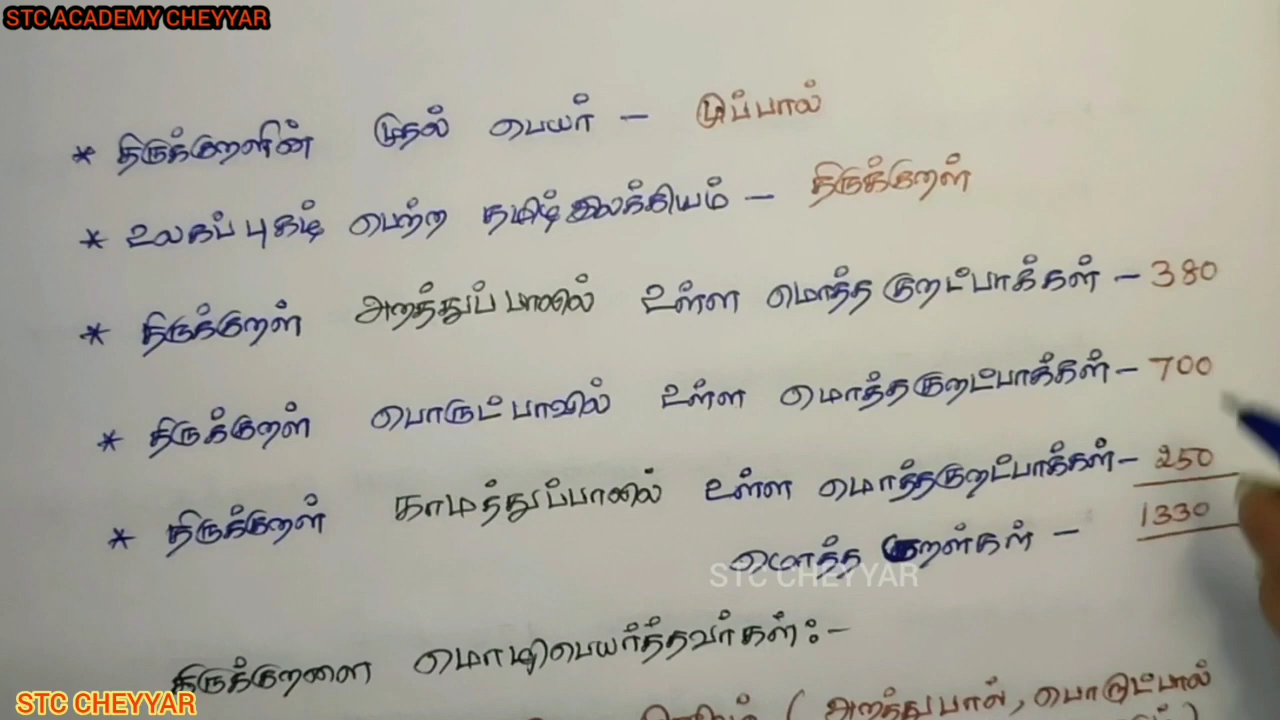 STC ACADEMY CHEYYAR
* திருக்குறளின் முதல் பெயர் – முப்பால்
* உலகப் புகழ் பெற்ற தமிழ் இலக்கியம் – திருக்குறள்
* திருக்குறள் அறத்துப்பாலில் உள்ள மொத்த குறட்பாக்கள் – 380
* திருக்குறள் பொருட்பாலில் உள்ள மொத்த குறட்பாக்கள் – 700
* திருக்குறள் காமத்துப்பாலில் உள்ள மொத்த குறட்பாக்கள் – 250
மொத்த குறள்கள் – 1330
STC CHEYYAR
திருக்குறளை மொழிபெயர்த்தவர்கள்:–
( அறத்துபால், பொருட்பால்
STC CHEYYAR